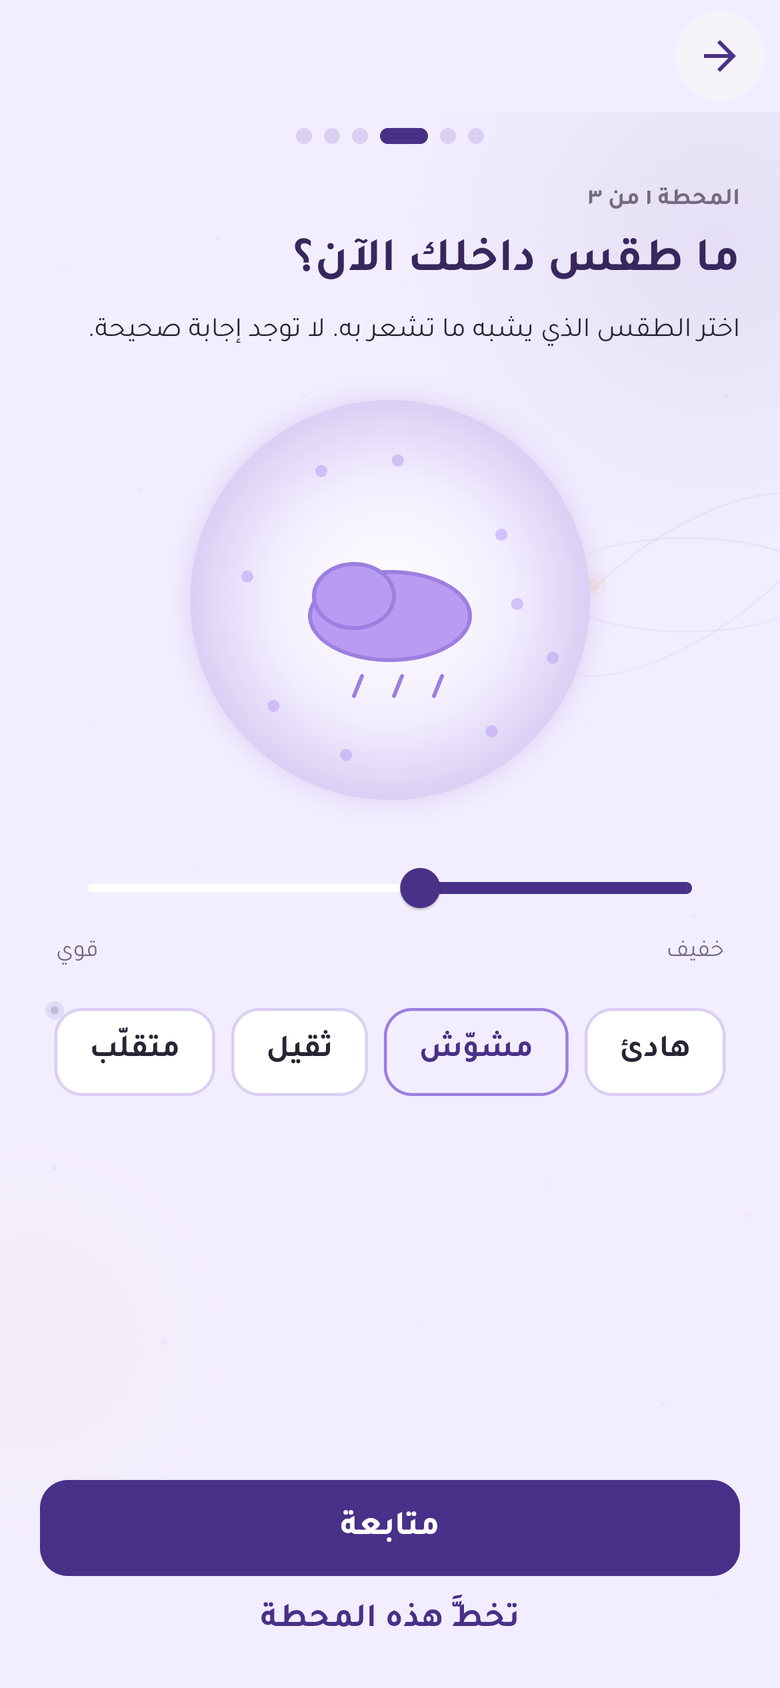 المحطة ١ من ٣
ما طقس داخلك الآن؟
اختر الطقس الذي يشبه ما تشعر به. لا توجد إجابة صحيحة.
خفيف قوي
هادئ مشوّش ثقيل متقلّب
متابعة
تخطَّ هذه المحطة